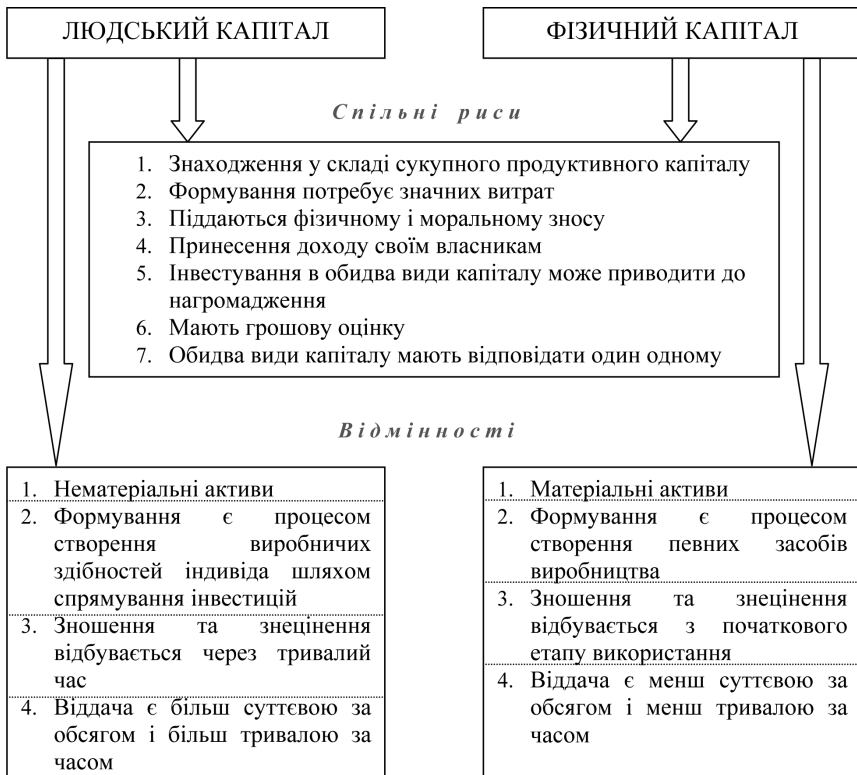 ЛЮДСЬКИЙ КАПІТАЛ
ФІЗИЧНИЙ КАПІТАЛ
Спільні риси
1. Знаходження у складі сукупного продуктивного капіталу
2. Формування потребує значних витрат
3. Піддаються фізичному і моральному зносу
4. Принесення доходу своїм власникам
5. Інвестування в обидва види капіталу може приводити до
нагромадження
6. Мають грошову оцінку
7. Обидва види капіталу мають відповідати один одному
Відмінності
1. Нематеріальні активи
2. Формування є процесом
створення виробничих
здібностей індивіда шляхом
спрямування інвестицій
3. Зношення та знецінення
відбувається через тривалий
час
4. Віддача є більш суттєвою за
обсягом і більш тривалою за
часом
1. Матеріальні активи
2. Формування є процесом
створення певних засобів
виробництва
3. Зношення та знецінення
відбувається з початкового
етапу використання
4. Віддача є менш суттєвою за
обсягом і менш тривалою за
часом